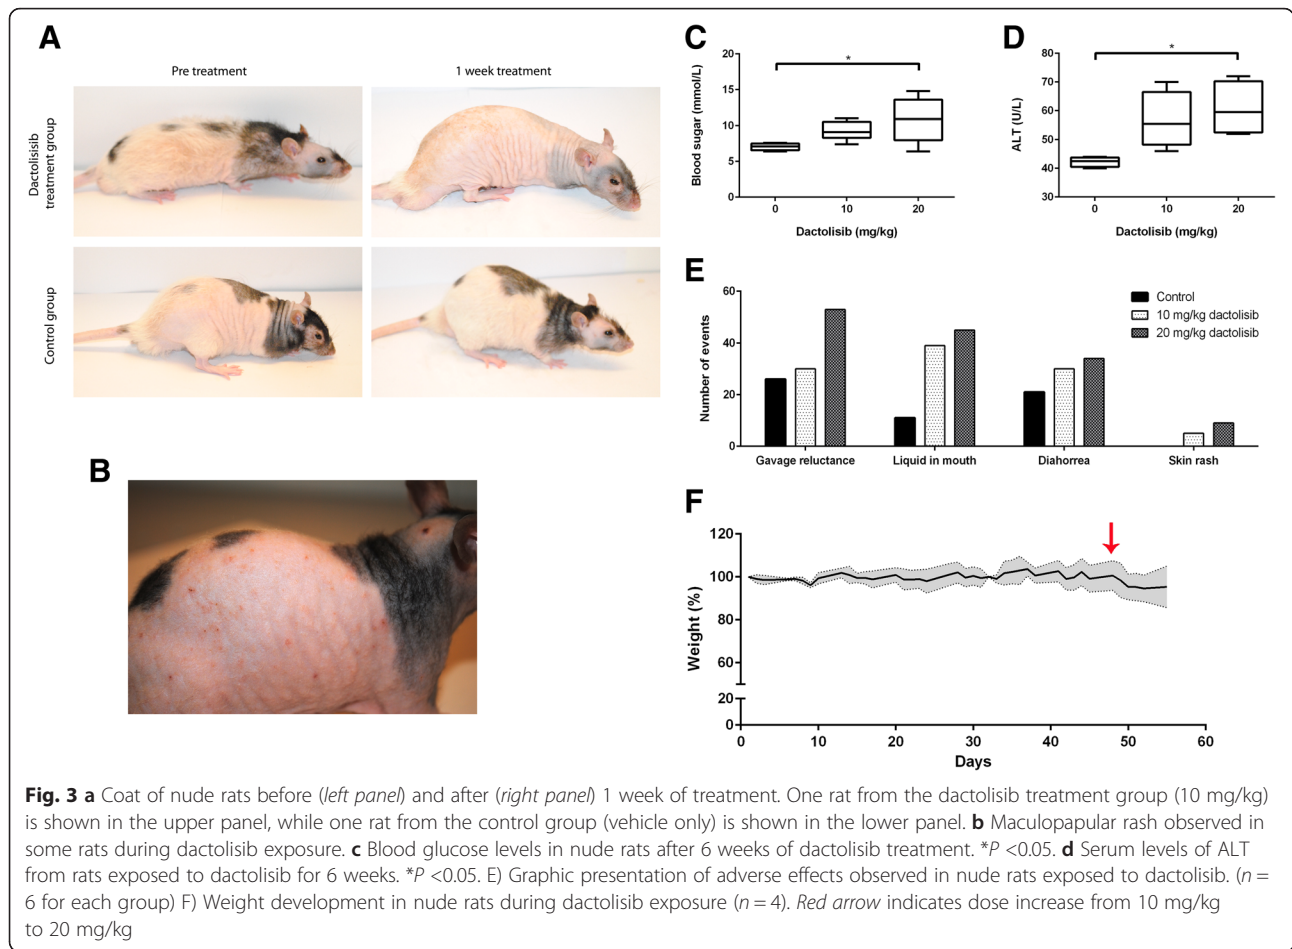 A
Pre treatment
1 week treatment
Dactolisisib
treatment group
Control group
B
C
20
15
10
5
0
Blood sugar (mmol/L)
*
0 10 20
Dactolisib (mg/kg)
D
80
70
60
50
40
30
ALT (U/L)
*
0 10 20
Dactolisib (mg/kg)
E
60
40
20
0
Number of events
Control
10 mg/kg dactolisib
20 mg/kg dactolisib
Gavage reluctance Liquid in mouth Diahorrea Skin rash
F
120
100
80
60
20
0
Weight (%)
0 10 20 30 40 50 60
Days
Fig. 3 a Coat of nude rats before (left panel) and after (right panel) 1 week of treatment. One rat from the dactolisib treatment group (10 mg/kg)
is shown in the upper panel, while one rat from the control group (vehicle only) is shown in the lower panel. b Maculopapular rash observed in
some rats during dactolisib exposure. c Blood glucose levels in nude rats after 6 weeks of dactolisib treatment. *P <0.05. d Serum levels of ALT
from rats exposed to dactolisib for 6 weeks. *P <0.05. E) Graphic presentation of adverse effects observed in nude rats exposed to dactolisib. (n =
6 for each group) F) Weight development in nude rats during dactolisib exposure (n = 4). Red arrow indicates dose increase from 10 mg/kg
to 20 mg/kg